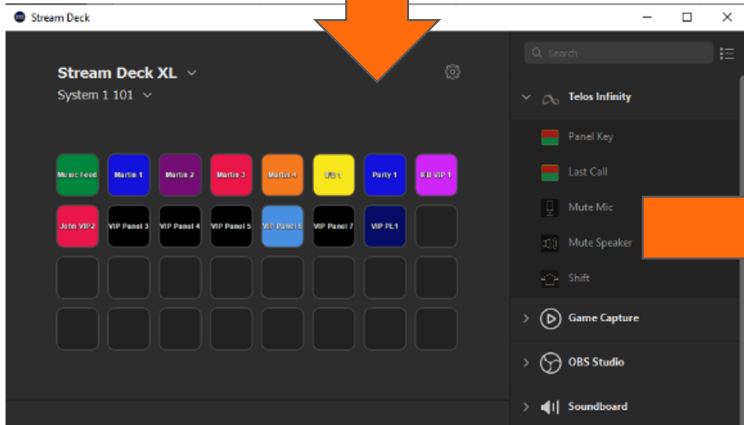 Stream Deck
Stream Deck XL
System 1 101
Search
Telos Infinity
Panel Key
Last Call
Mute Mic
Mute Speaker
Shift
Game Capture
OBS Studio
Soundboard
Music Feed
Martin 1
Martin 2
Martin 3
Martin 4
Party 1
VIP 1
John VIP2
VIP Panel 3
VIP Panel 4
VIP Panel 5
VIP Panel 6
VIP Panel 7
VIP PL1